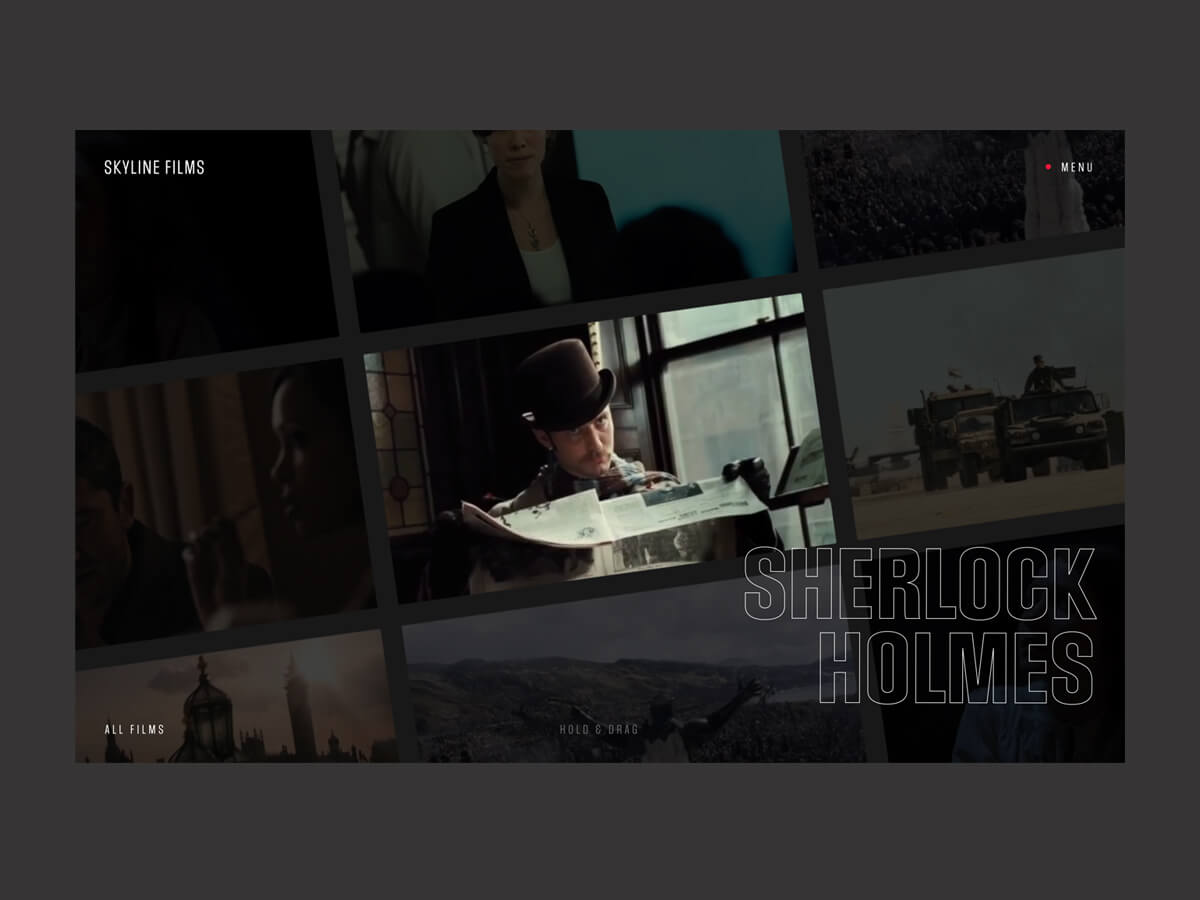 SKYLINE FILMS
MENU
SHERLOCK
HOLMES
ALL FILMS
HOLD & DRAG